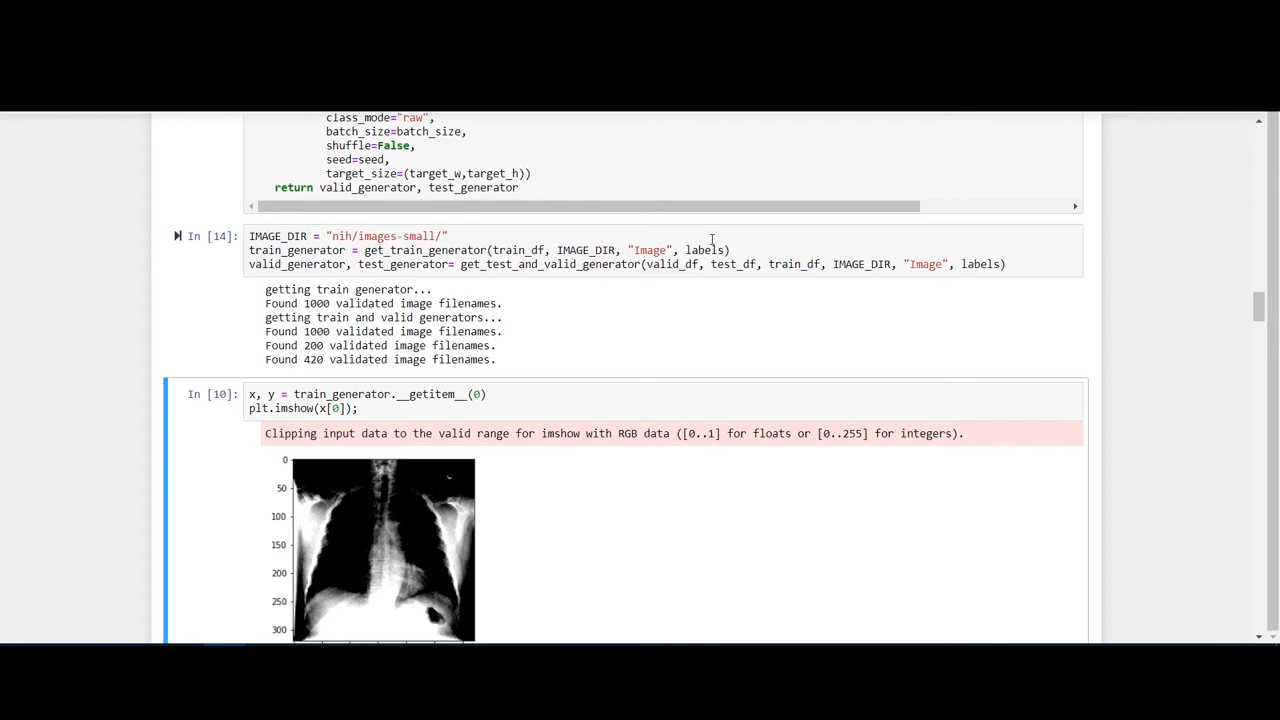 class_mode="raw",
batch_size=batch_size,
shuffle=False,
seed=seed,
target_size=(target_w,target_h))
return valid_generator, test_generator
In [14]:
IMAGE_DIR = "nih/images-small/"
train_generator = get_train_generator(train_df, IMAGE_DIR, "Image", labels)
valid_generator, test_generator= get_test_and_valid_generator(valid_df, test_df, train_df, IMAGE_DIR, "Image", labels)
getting train generator...
Found 1000 validated image filenames.
getting train and valid generators...
Found 1000 validated image filenames.
Found 200 validated image filenames.
Found 420 validated image filenames.
In [10]:
x, y = train_generator.__getitem__(0)
plt.imshow(x[0]);
Clipping input data to the valid range for imshow with RGB data ([0..1] for floats or [0..255] for integers).
0
50
100
150
200
250
300